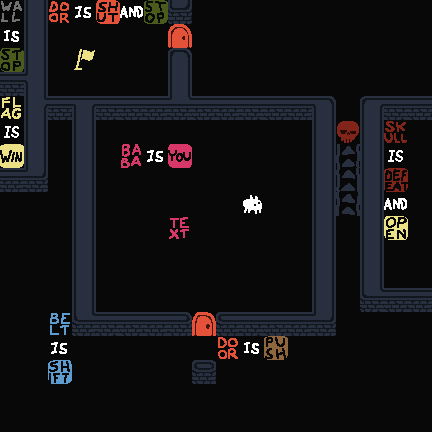 WALL IS STOP
DOOR IS SHUT AND STOP
FLAG IS WIN
BABA IS YOU
SKULL IS DEFEAT AND OPEN
TEXT
BELT IS SHIFT
DOOR IS PUSH